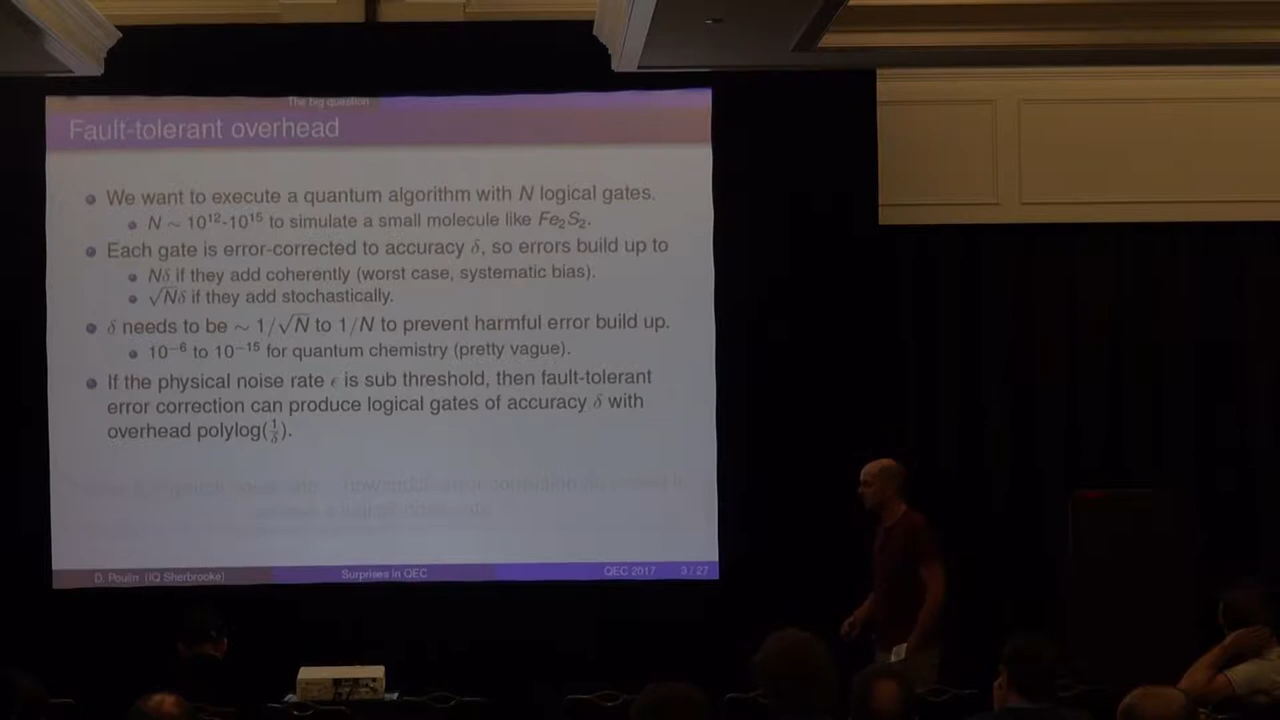 The big question
Fault-tolerant overhead
We want to execute a quantum algorithm with N logical gates.
N ∼ 10¹²-10¹⁵ to simulate a small molecule like Fe₂S₂.
Each gate is error-corrected to accuracy δ, so errors build up to
Nδ if they add coherently (worst case, systematic bias).
√Nδ if they add stochastically.
δ needs to be ∼ 1/√N to 1/N to prevent harmful error build up.
10⁻⁶ to 10⁻¹⁵ for quantum chemistry (pretty vague).
If the physical noise rate ϵ is sub threshold, then fault-tolerant
error correction can produce logical gates of accuracy δ with
overhead polylog(1/δ).
D. Poulin (IQ Sherbrooke) Surprises in QEC QEC 2017 3 / 27